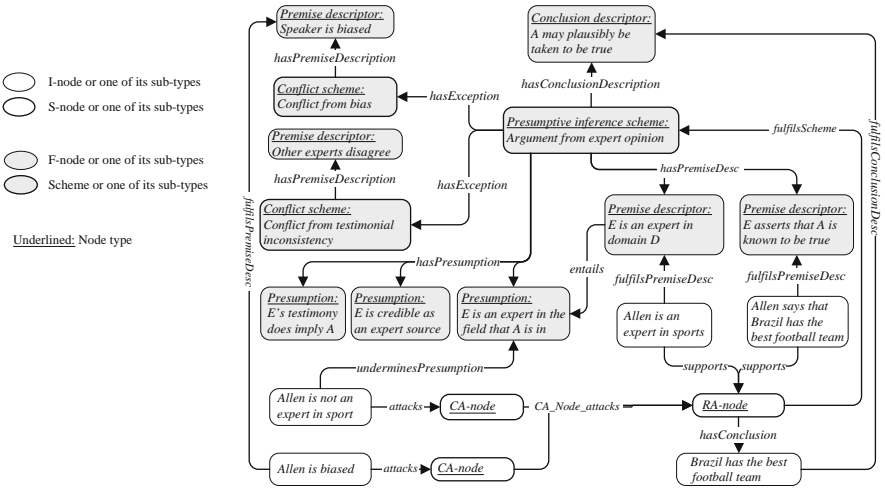 Premise descriptor:
Speaker is biased
Conclusion descriptor:
A may plausibly be
taken to be true
hasPremiseDescription
hasConclusionDescription
I-node or one of its sub-types
S-node or one of its sub-types
Conflict scheme:
Conflict from bias
hasException
Presumptive inference scheme:
Argument from expert opinion
fulfilsScheme
fulfilsConclusionDesc
Premise descriptor:
Other experts disagree
F-node or one of its sub-types
Scheme or one of its sub-types
hasPremiseDescription
hasException
hasPremiseDesc
fulfilsPremiseDesc
Conflict scheme:
Conflict from testimonial
inconsistency
Premise descriptor:
E is an expert in
domain D
Premise descriptor:
E asserts that A is
known to be true
Underlined: Node type
hasPresumption
entails
fulfilsPremiseDesc
fulfilsPremiseDesc
Presumption:
E's testimony
does imply A
Presumption:
E is credible as
an expert source
Presumption:
E is an expert in the
field that A is in
Allen is an
expert in sports
Allen says that
Brazil has the
best football team
underminesPresumption
supports
supports
Allen is not an
expert in sport
attacks
CA-node
CA_Node_attacks
RA-node
hasConclusion
Allen is biased
attacks
CA-node
Brazil has the best
football team